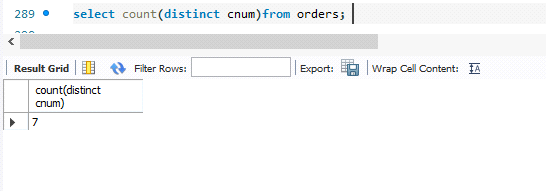 289 select count(distinct cnum)from orders;
Result Grid Filter Rows: Export: Wrap Cell Content: IA
count(distinct
cnum)
7